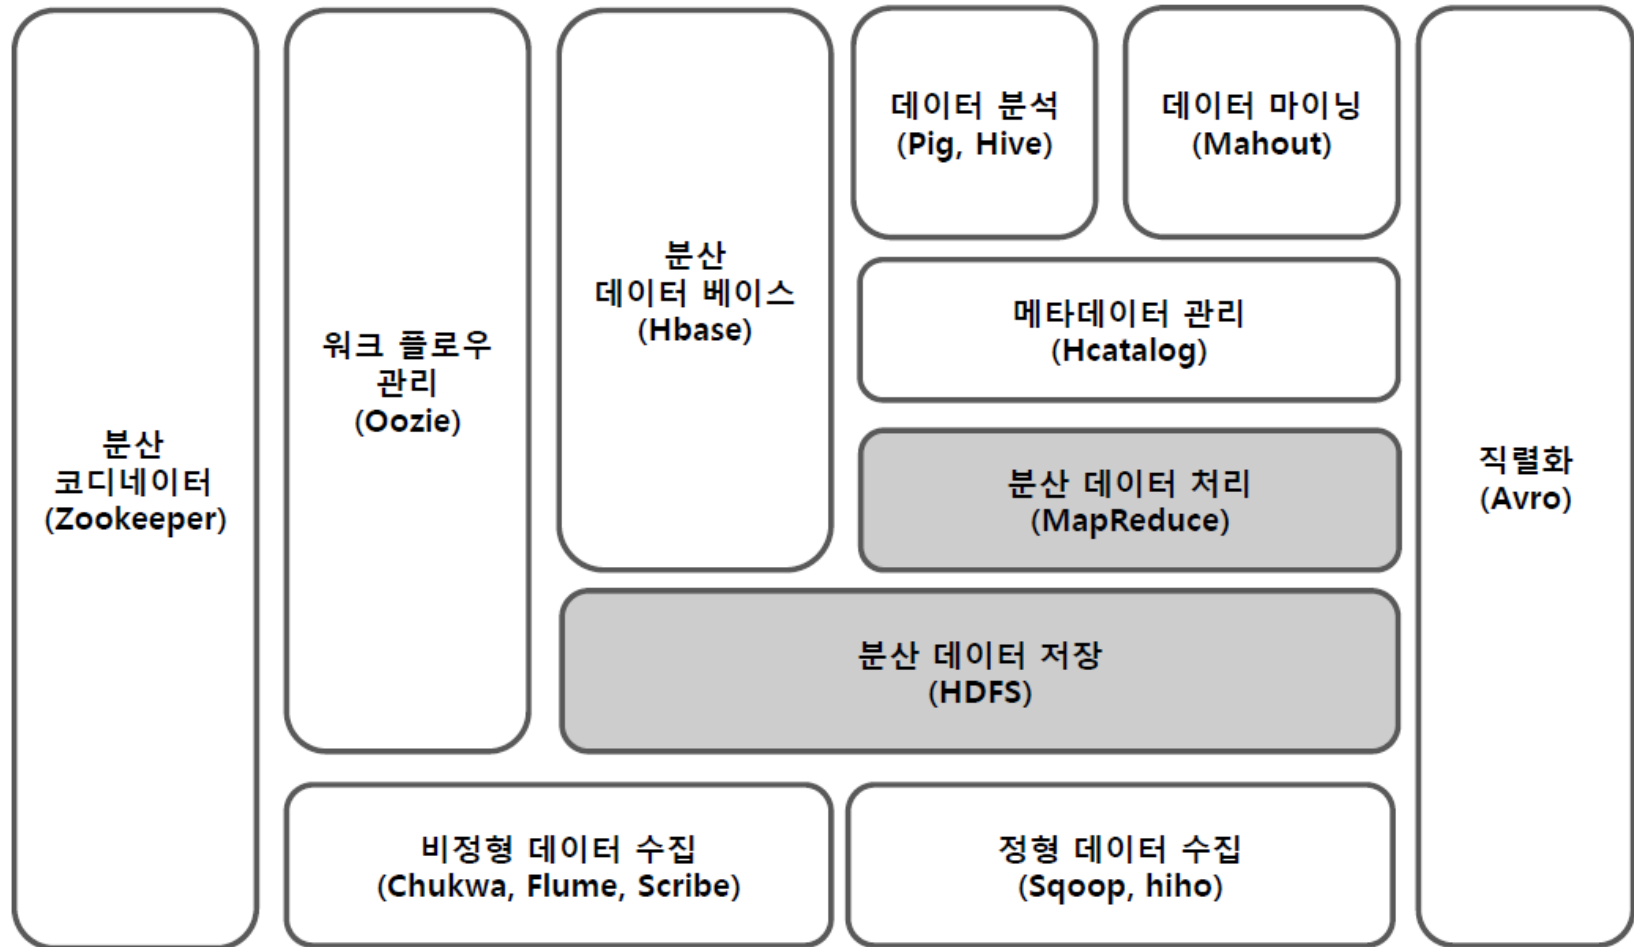 분산
코디네이터
(Zookeeper)
워크 플로우
관리
(Oozie)
분산
데이터 베이스
(Hbase)
데이터 분석
(Pig, Hive)
데이터 마이닝
(Mahout)
메타데이터 관리
(Hcatalog)
분산 데이터 처리
(MapReduce)
분산 데이터 저장
(HDFS)
비정형 데이터 수집
(Chukwa, Flume, Scribe)
정형 데이터 수집
(Sqoop, hiho)
직렬화
(Avro)